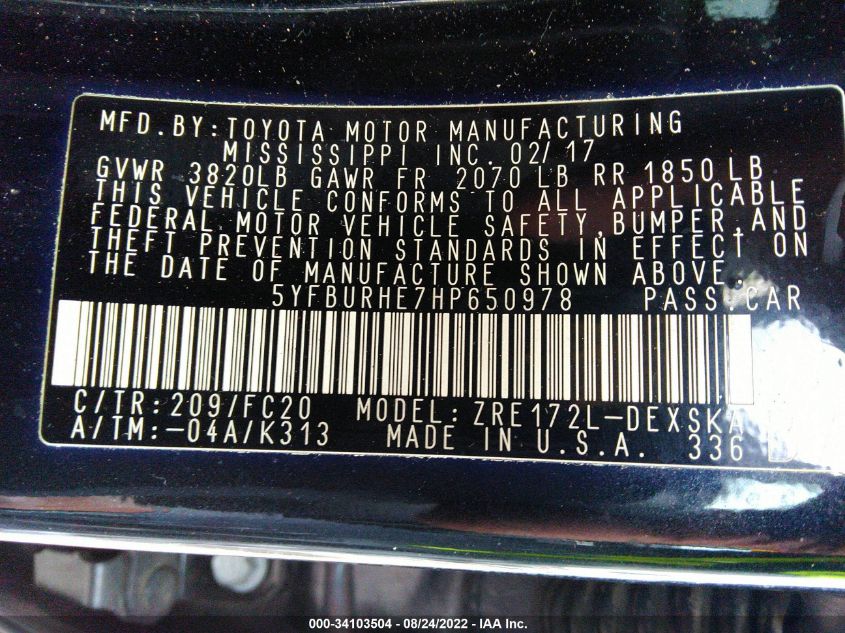 MFD.BY:TOYOTA MOTOR MANUFACTURING
MISSISSIPPI INC. 02/17
GVWR 3820LB GAWR FR 2070 LB RR 1850 LB
THIS VEHICLE CONFORMS TO ALL APPLICABLE
FEDERAL MOTOR VEHICLE SAFETY,BUMPER,AND
THEFT PREVENTION STANDARDS IN EFFECT ON
THE DATE OF MANUFACTURE SHOWN ABOVE.
5YFBURHE7HP650978 PASS.CAR
C/TR:209/FC20 MODEL:ZRE172L-DEXSKA
A/TM:-04A/K313 MADE IN U.S.A. 336
000-34103504 - 08/24/2022 - IAA Inc.